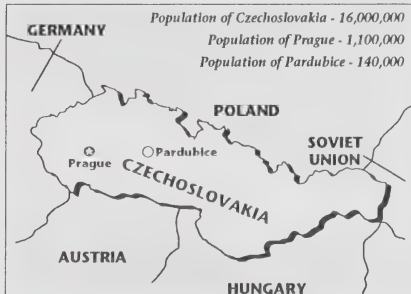 Population of Czechoslovakia - 16,000,000
Population of Prague - 1,100,000
Population of Pardubice - 140,000
GERMANY
POLAND
SOVIET
UNION
Prague
Pardubice
CZECHOSLOVAKIA
AUSTRIA
HUNGARY